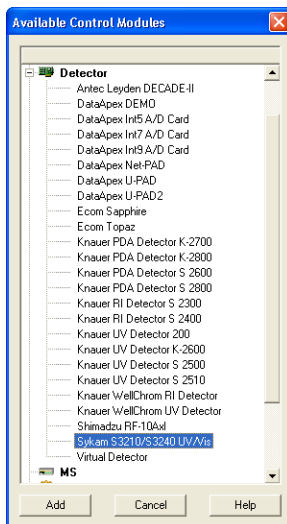 Available Control Modules
Detector
Antec Leyden DECADE-II
DataApex DEMO
DataApex Int5 A/D Card
DataApex Int7 A/D Card
DataApex Int9 A/D Card
DataApex Net-PAD
DataApex U-PAD
DataApex U-PAD2
Ecom Sapphire
Ecom Topaz
Knauer PDA Detector K-2700
Knauer PDA Detector K-2800
Knauer PDA Detector S 2600
Knauer PDA Detector S 2800
Knauer RI Detector S 2300
Knauer RI Detector S 2400
Knauer UV Detector 200
Knauer UV Detector K-2600
Knauer UV Detector S 2500
Knauer UV Detector S 2510
Knauer WellChrom RI Detector
Knauer WellChrom UV Detector
Shimadzu RF-10Axl
Sykam S3210/S3240 UV/Vis
Virtual Detector
MS
Add Cancel Help